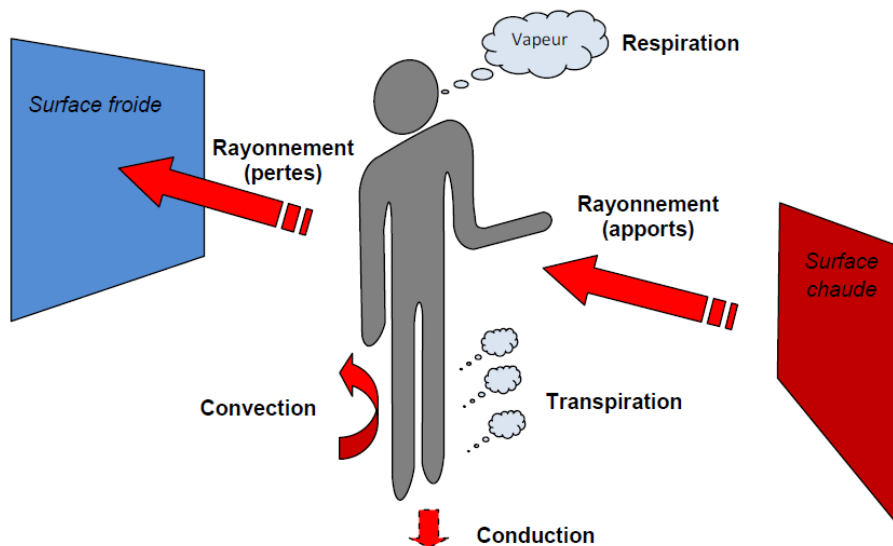 Vapeur
Respiration
Surface froide
Rayonnement
(pertes)
Rayonnement
(apports)
Surface
chaude
Convection
Transpiration
Conduction